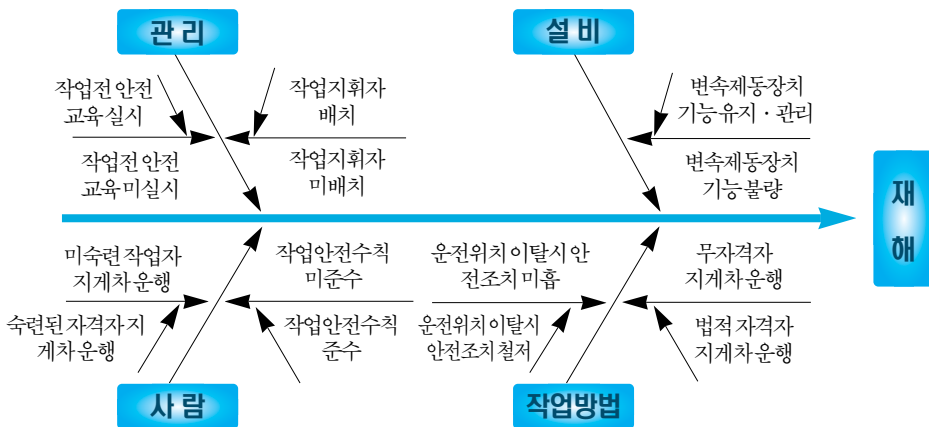 관리
설비
작업전 안전
교육 실시
작업지휘자
배치
작업전 안전
교육 미실시
작업지휘자
미배치
변속제동장치
기능유지 · 관리
변속제동장치
기능 불량
재
해
미숙련 작업자
지게차 운행
작업안전수칙
미준수
숙련된 자격자 지
게차 운행
작업안전수칙
준수
운전위치 이탈시 안
전조치 미흡
무자격자
지게차 운행
운전위치 이탈시
안전조치 철저
법적 자격자
지게차 운행
사람
작업방법